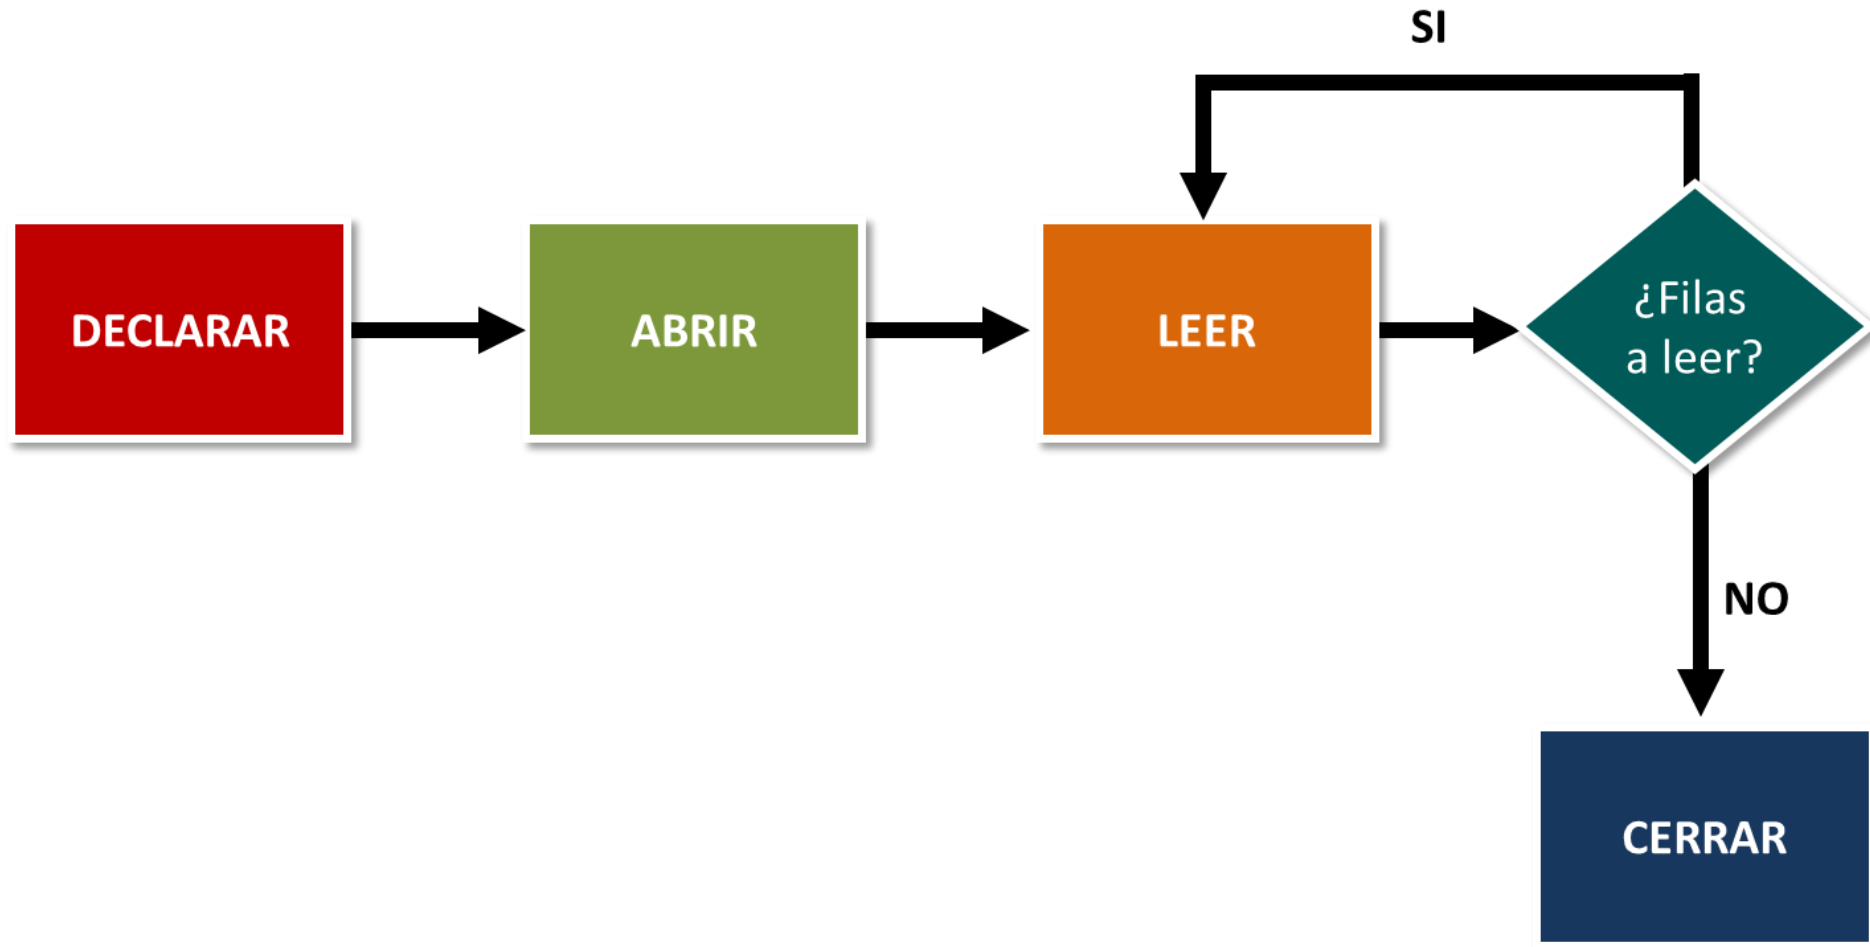 SI
DECLARAR
ABRIR
LEER
¿Filas
a leer?
NO
CERRAR